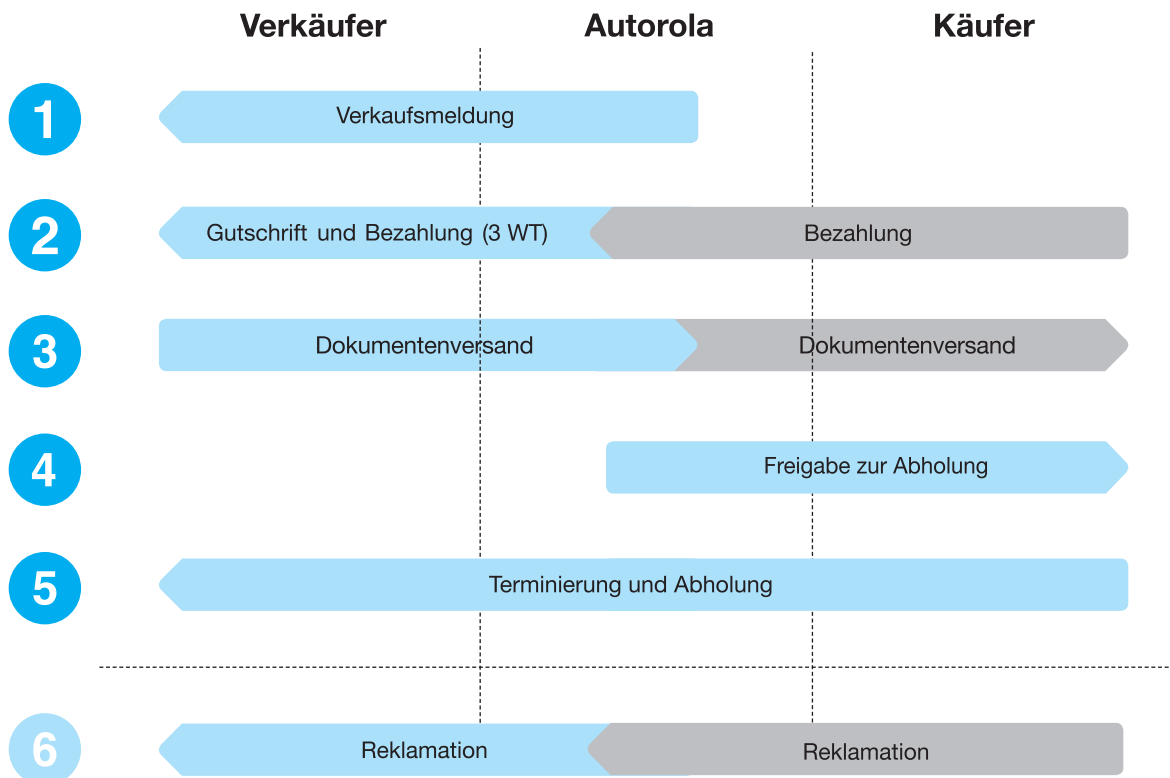 Verkäufer Autorola Käufer
1 Verkaufsmeldung
2 Gutschrift und Bezahlung (3 WT) Bezahlung
3 Dokumentenversand Dokumentenversand
4 Freigabe zur Abholung
5 Terminierung und Abholung
6 Reklamation Reklamation